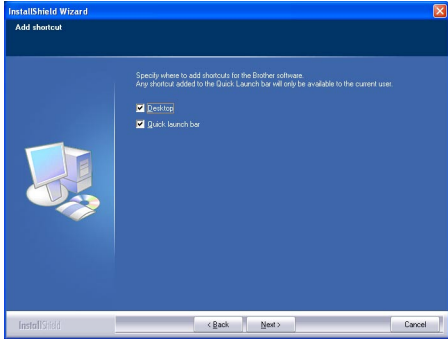 InstallShield Wizard
Add shortcut
Specify where to add shortcuts for the Brother software.
Any shortcut added to the Quick Launch bar will only be available to the current user.
Desktop
Quick launch bar
InstallShield
< Back
Next >
Cancel